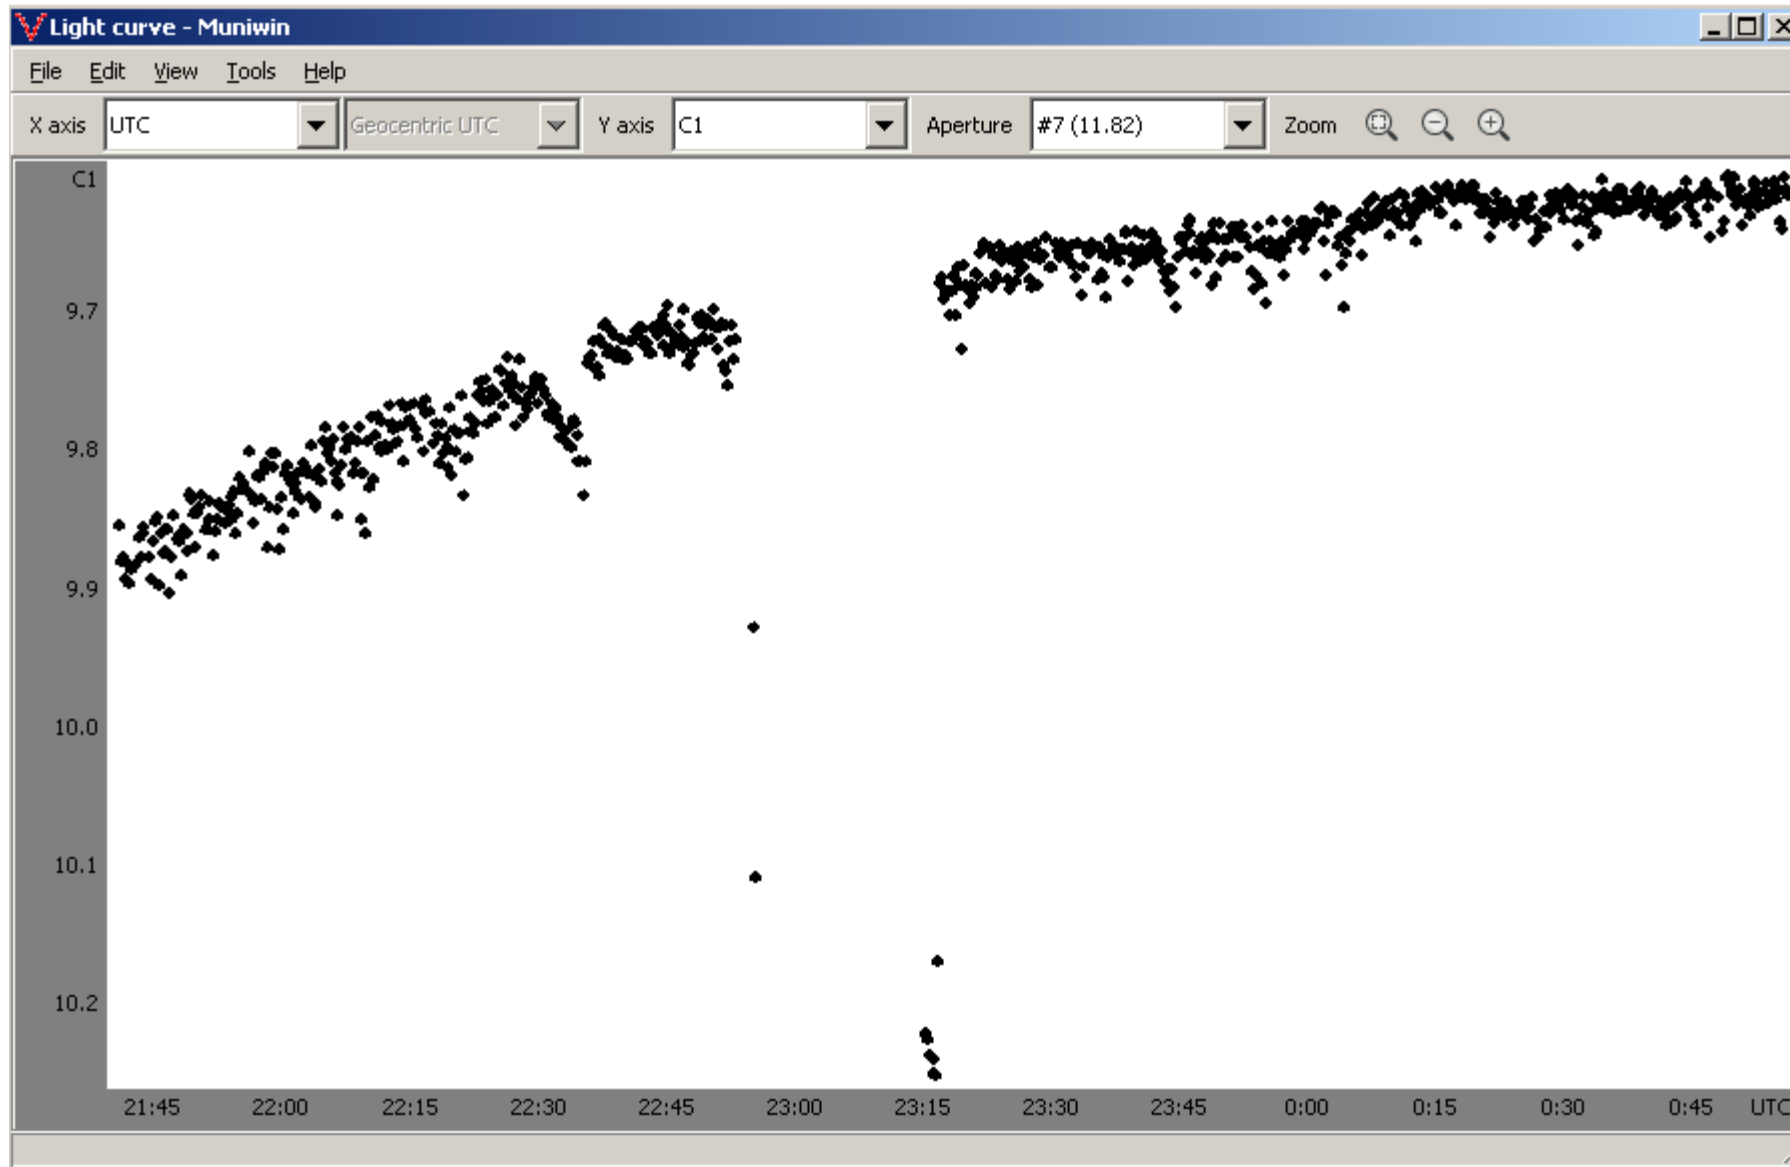 Light curve - Muniwin
File Edit View Tools Help
X axis UTC Geocentric UTC Y axis C1 Aperture #7 (11.82) Zoom
C1
9.7
9.8
9.9
10.0
10.1
10.2
21:45 22:00 22:15 22:30 22:45 23:00 23:15 23:30 23:45 0:00 0:15 0:30 0:45 UTC